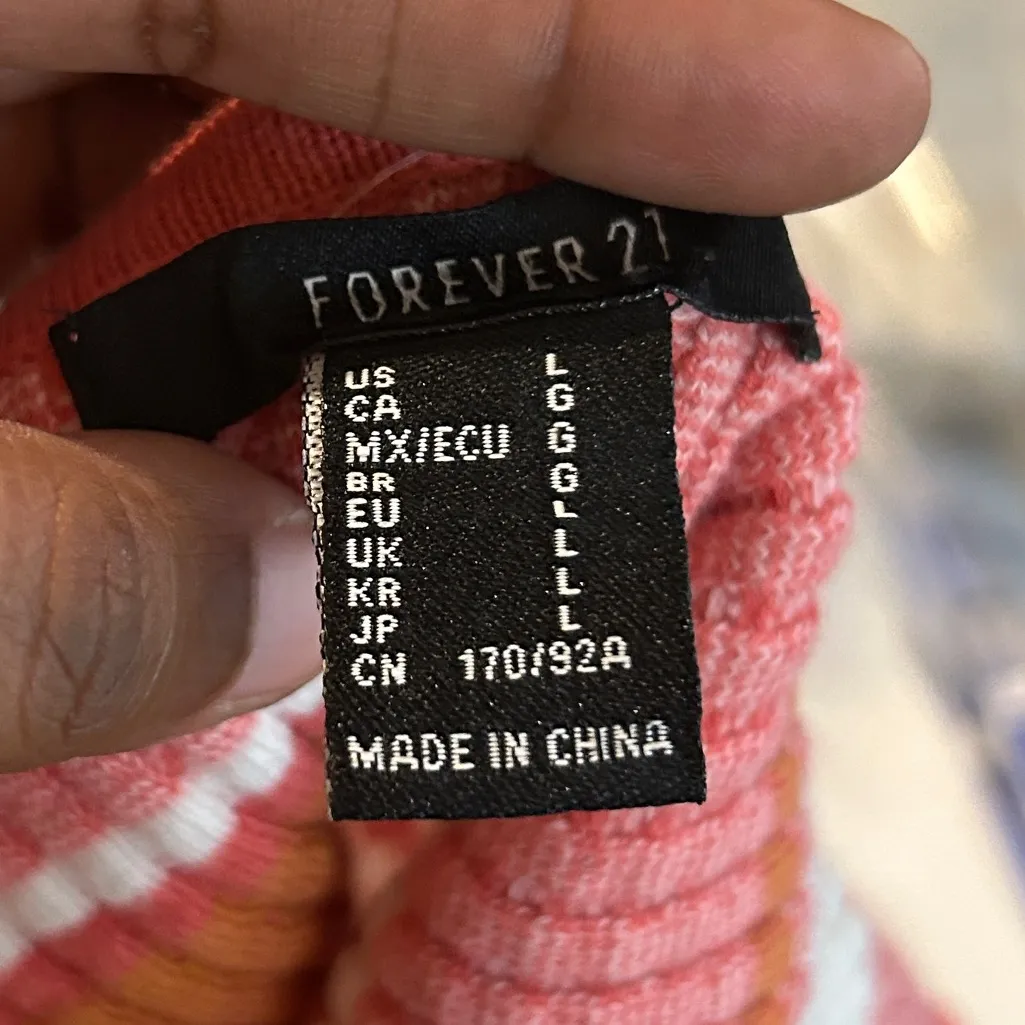 FOREVER 21
US L
CA G
MX/ECU G
BR G
EU L
UK L
KR L
JP L
CN 170/92A
MADE IN CHINA